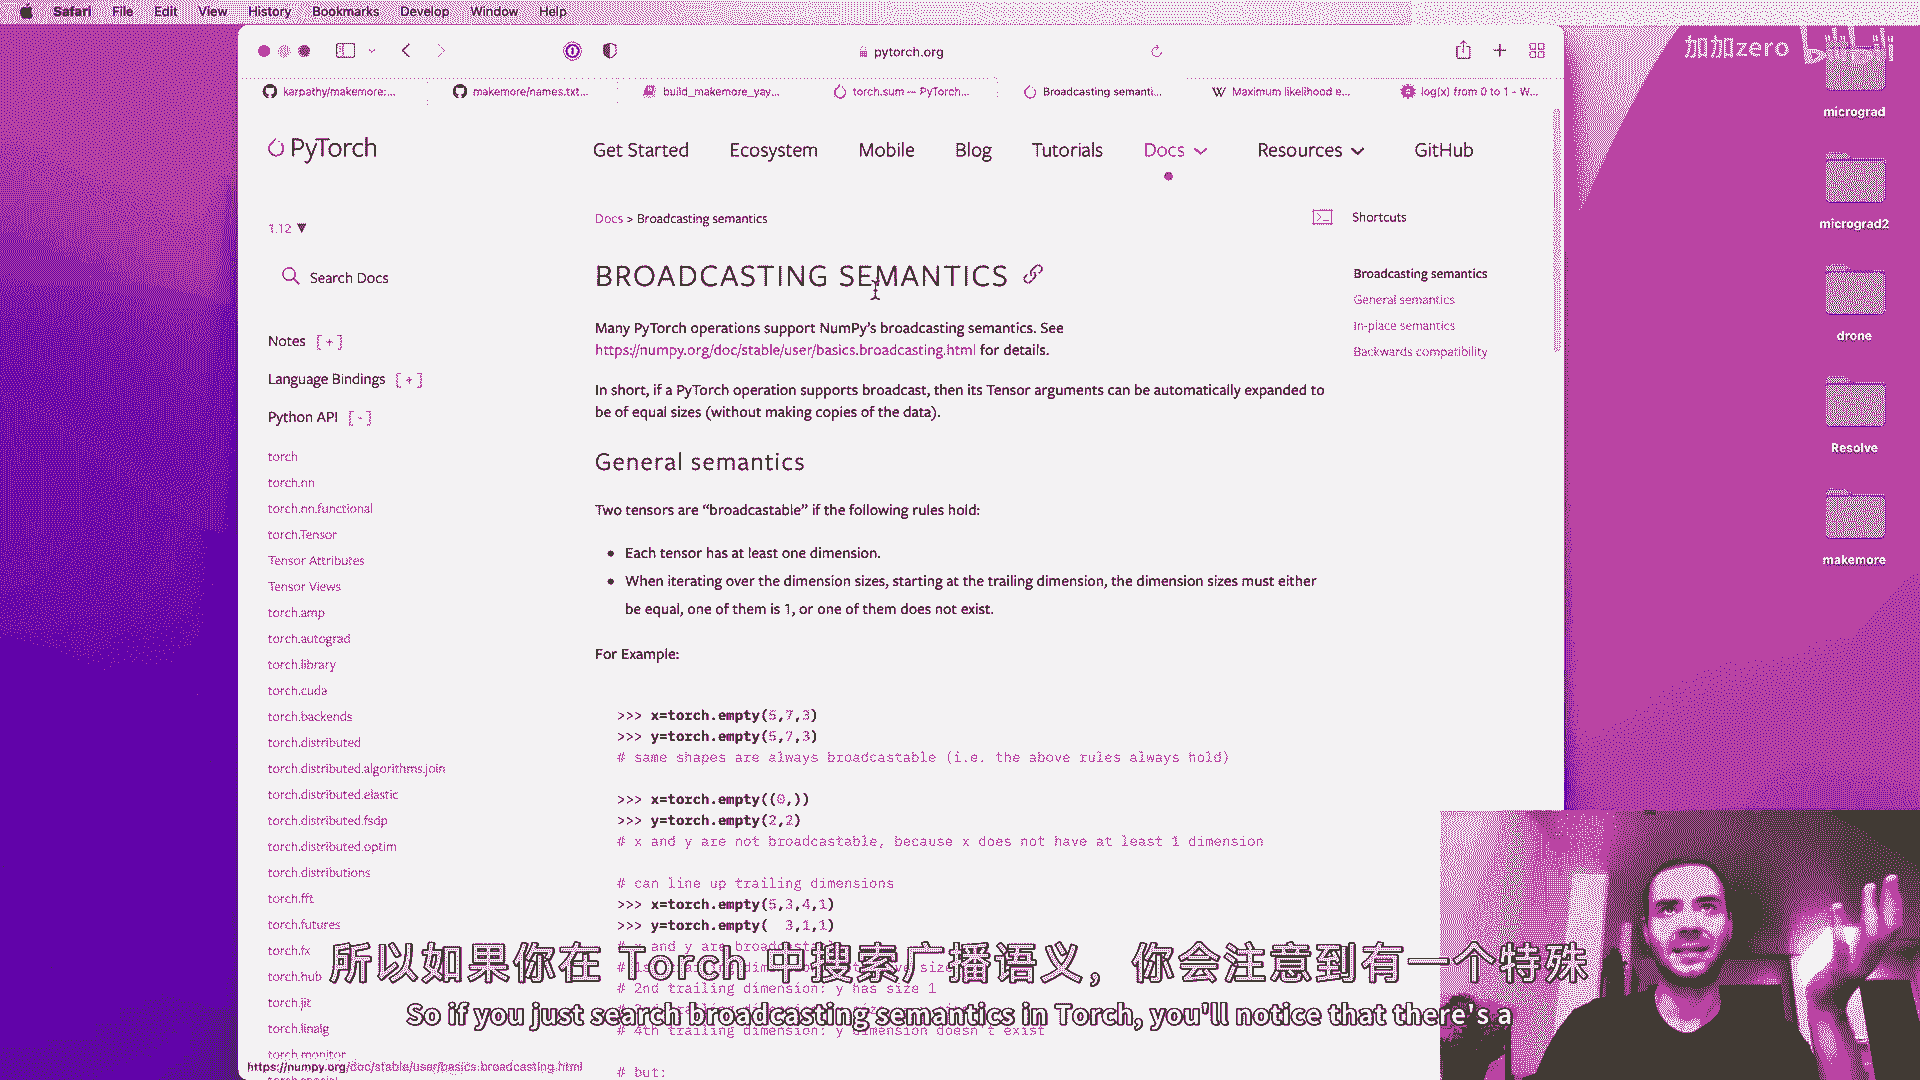 Safari File Edit View History Bookmarks Develop Window Help
pytorch.org
加加zero bilibili
karpathy/makemore:... makemore/names.txt... build_makemore_yay... torch.sum — PyTorch... Broadcasting semanti... Maximum likelihood e... log(x) from 0 to 1 - W...
PyTorch
Get Started Ecosystem Mobile Blog Tutorials Docs Resources GitHub
1.12 ▼
Search Docs
Notes [ + ]
Language Bindings [ + ]
Python API [ - ]
torch
torch.nn
torch.nn.functional
torch.Tensor
Tensor Attributes
Tensor Views
torch.amp
torch.autograd
torch.library
torch.cuda
torch.backends
torch.distributed
torch.distributed.algorithms.join
torch.distributed.elastic
torch.distributed.fsdp
torch.distributed.optim
torch.distributions
torch.fft
torch.futures
torch.fx
torch.hub
torch.jit
torch.linalg
torch.monitor
Docs > Broadcasting semantics
Shortcuts
BROADCASTING SEMANTICS
Many PyTorch operations support NumPy's broadcasting semantics. See
https://numpy.org/doc/stable/user/basics.broadcasting.html for details.
In short, if a PyTorch operation supports broadcast, then its Tensor arguments can be automatically expanded to
be of equal sizes (without making copies of the data).
General semantics
Two tensors are “broadcastable” if the following rules hold:
• Each tensor has at least one dimension.
• When iterating over the dimension sizes, starting at the trailing dimension, the dimension sizes must either
be equal, one of them is 1, or one of them does not exist.
For Example:
>>> x=torch.empty(5,7,3)
>>> y=torch.empty(5,7,3)
# same shapes are always broadcastable (i.e. the above rules always hold)
>>> x=torch.empty((0,))
>>> y=torch.empty(2,2)
# x and y are not broadcastable, because x does not have at least 1 dimension
# can line up trailing dimensions
>>> x=torch.empty(5,3,4,1)
>>> y=torch.empty(  3,1,1)
# x and y are
# 2nd trailing dimension: y has size 1
# 4th trailing dimension: y dimension doesn't exist
# but:
Broadcasting semantics
General semantics
In-place semantics
Backwards compatibility
micrograd
micrograd2
drone
Resolve
makemore
所以如果你在 Torch 中搜索广播语义，你会注意到有一个特殊
So if you just search broadcasting semantics in Torch, you'll notice that there's a
https://numpy.org/doc/stable/user/basics.broadcasting.html